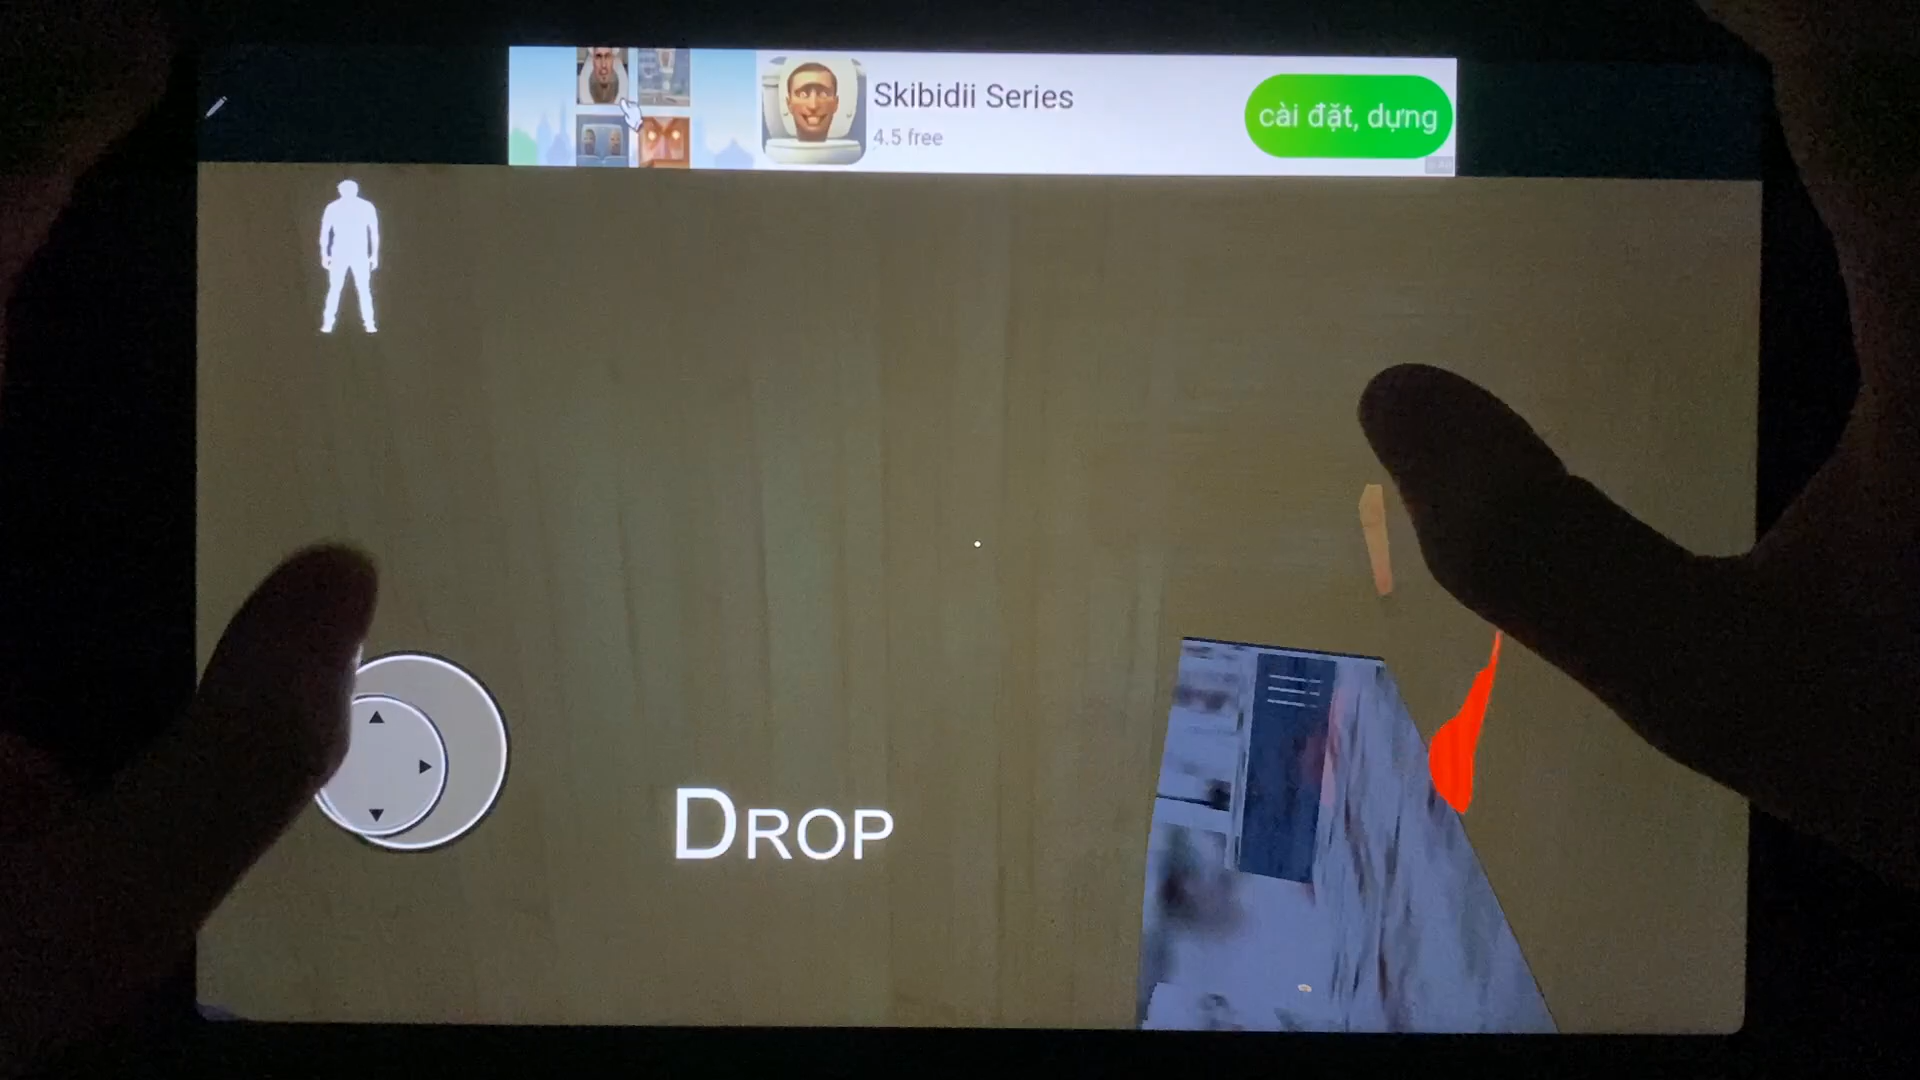 Skibidii Series
4.5 free
cài đặt, dựng
DROP